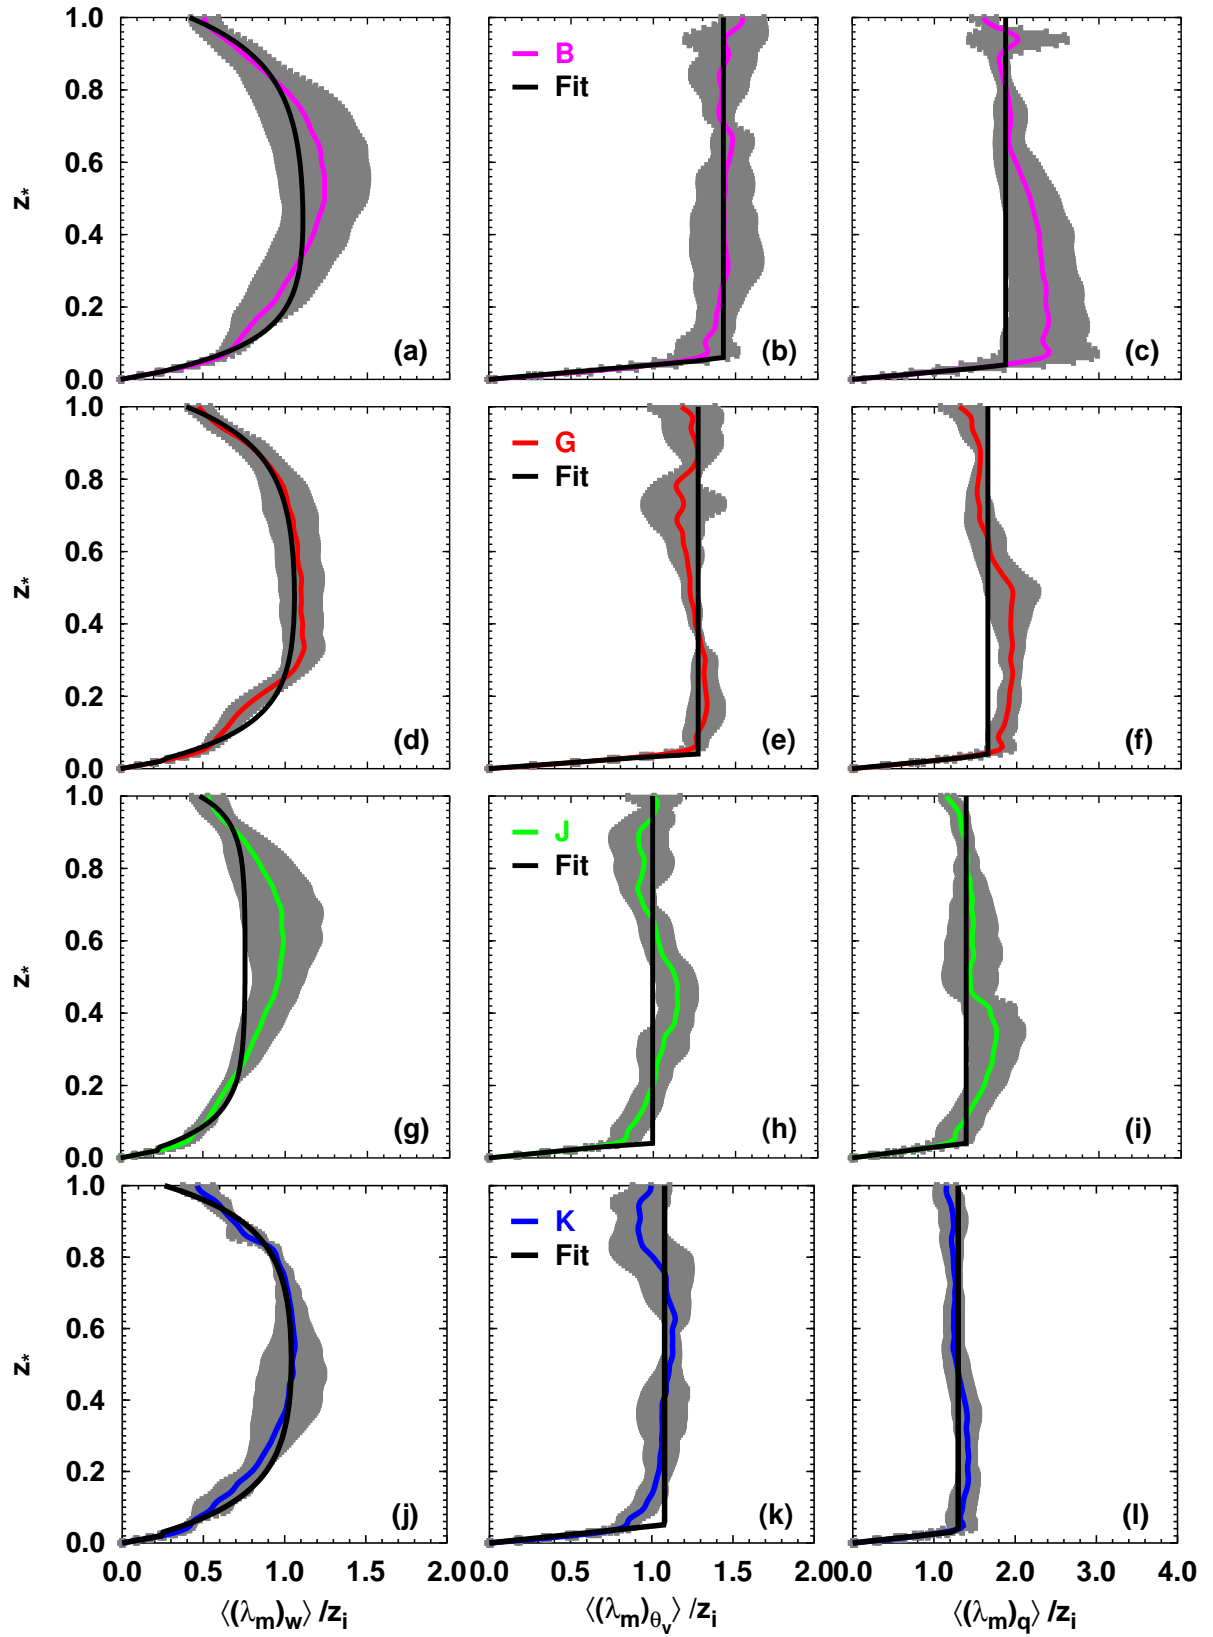 1.0
0.8
0.6
0.4
0.2
0.0
z*
B
Fit
(a)
(b)
(c)
1.0
0.8
0.6
0.4
0.2
0.0
z*
G
Fit
(d)
(e)
(f)
1.0
0.8
0.6
0.4
0.2
0.0
z*
J
Fit
(g)
(h)
(i)
1.0
0.8
0.6
0.4
0.2
0.0
z*
K
Fit
(j)
(k)
(l)
0.0 0.5 1.0 1.5 2.0
0.0 0.5 1.0 1.5 2.0
0.0 1.0 2.0 3.0 4.0
⟨(λm)w⟩ /zi
⟨(λm)θv⟩ /zi
⟨(λm)q⟩ /zi